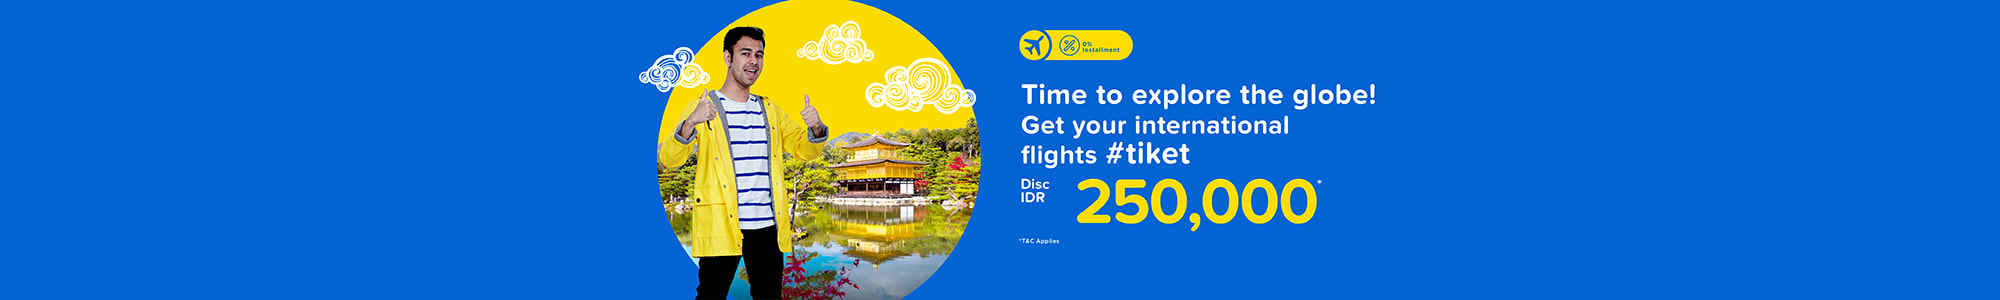 0%
Installment
Time to explore the globe!
Get your international
flights #tiket
Disc
IDR
250,000*
*T&C Applies